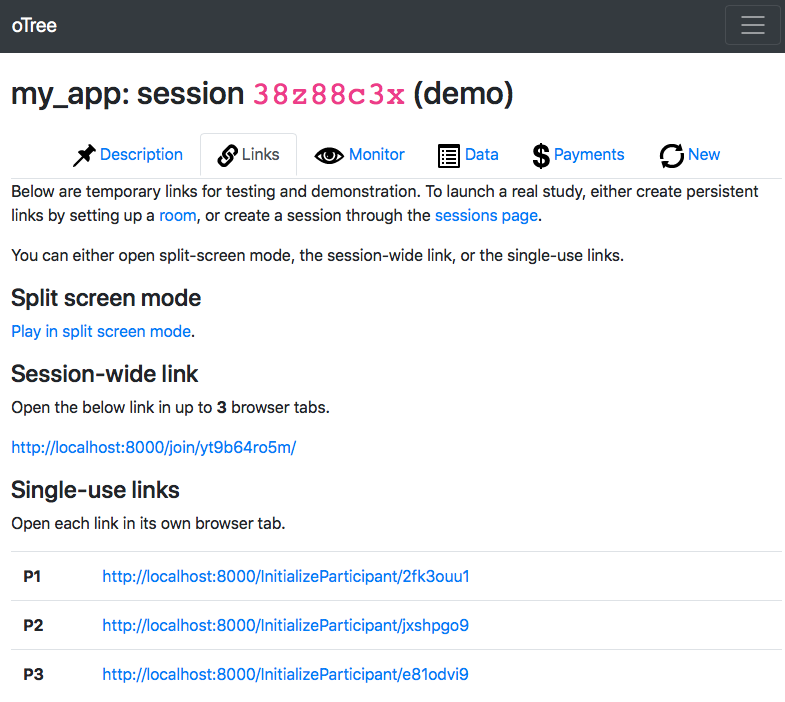 oTree
my_app: session 38z88c3x (demo)
Description Links Monitor Data Payments New
Below are temporary links for testing and demonstration. To launch a real study, either create persistent
links by setting up a room, or create a session through the sessions page.
You can either open split-screen mode, the session-wide link, or the single-use links.
Split screen mode
Play in split screen mode.
Session-wide link
Open the below link in up to 3 browser tabs.
http://localhost:8000/join/yt9b64ro5m/
Single-use links
Open each link in its own browser tab.
P1 http://localhost:8000/InitializeParticipant/2fk3ouu1
P2 http://localhost:8000/InitializeParticipant/jxshpgo9
P3 http://localhost:8000/InitializeParticipant/e81odvi9